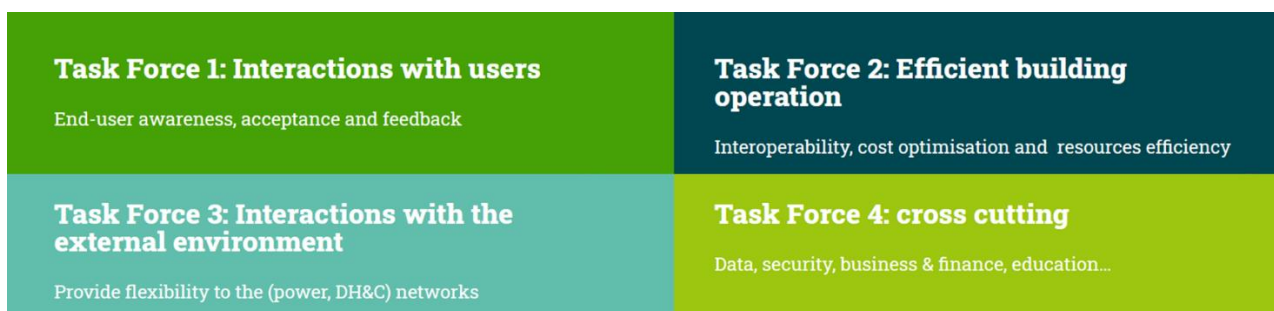 Task Force 1: Interactions with users
End-user awareness, acceptance and feedback
Task Force 2: Efficient building
operation
Interoperability, cost optimisation and resources efficiency
Task Force 3: Interactions with the
external environment
Provide flexibility to the (power, DH&C) networks
Task Force 4: cross cutting
Data, security, business & finance, education...